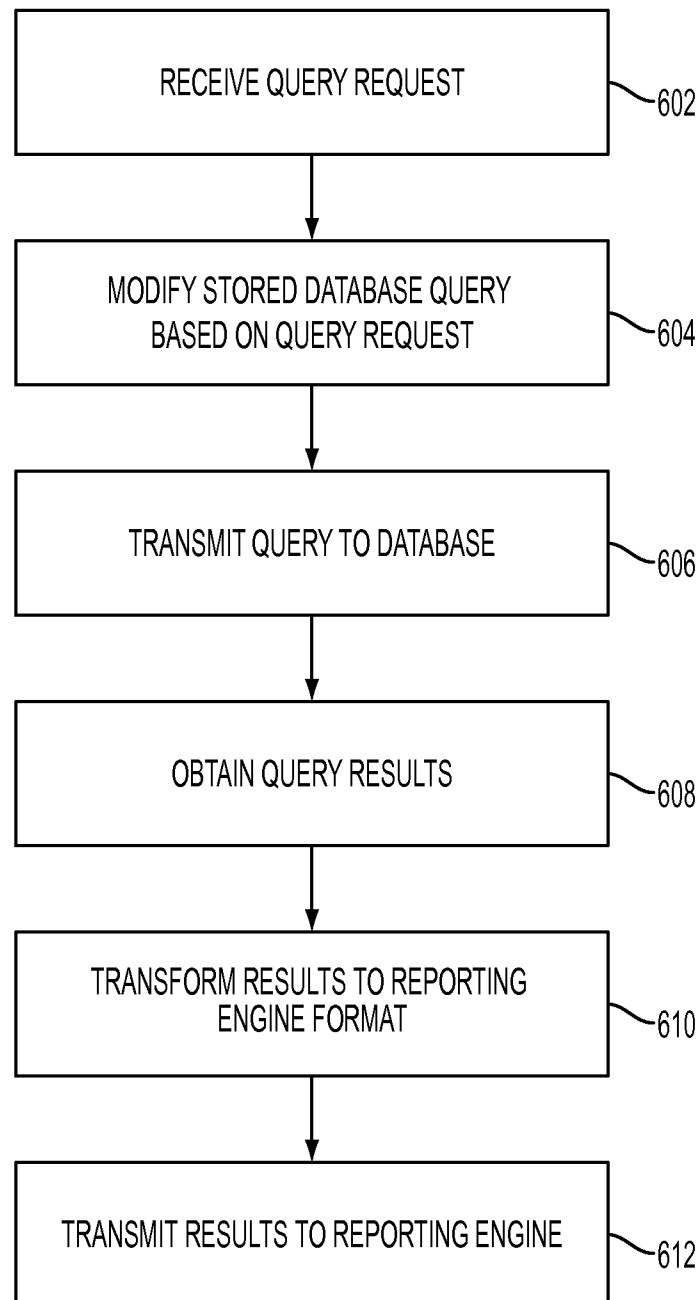 RECEIVE QUERY REQUEST
602
MODIFY STORED DATABASE QUERY
BASED ON QUERY REQUEST
604
TRANSMIT QUERY TO DATABASE
606
OBTAIN QUERY RESULTS
608
TRANSFORM RESULTS TO REPORTING
ENGINE FORMAT
610
TRANSMIT RESULTS TO REPORTING ENGINE
612